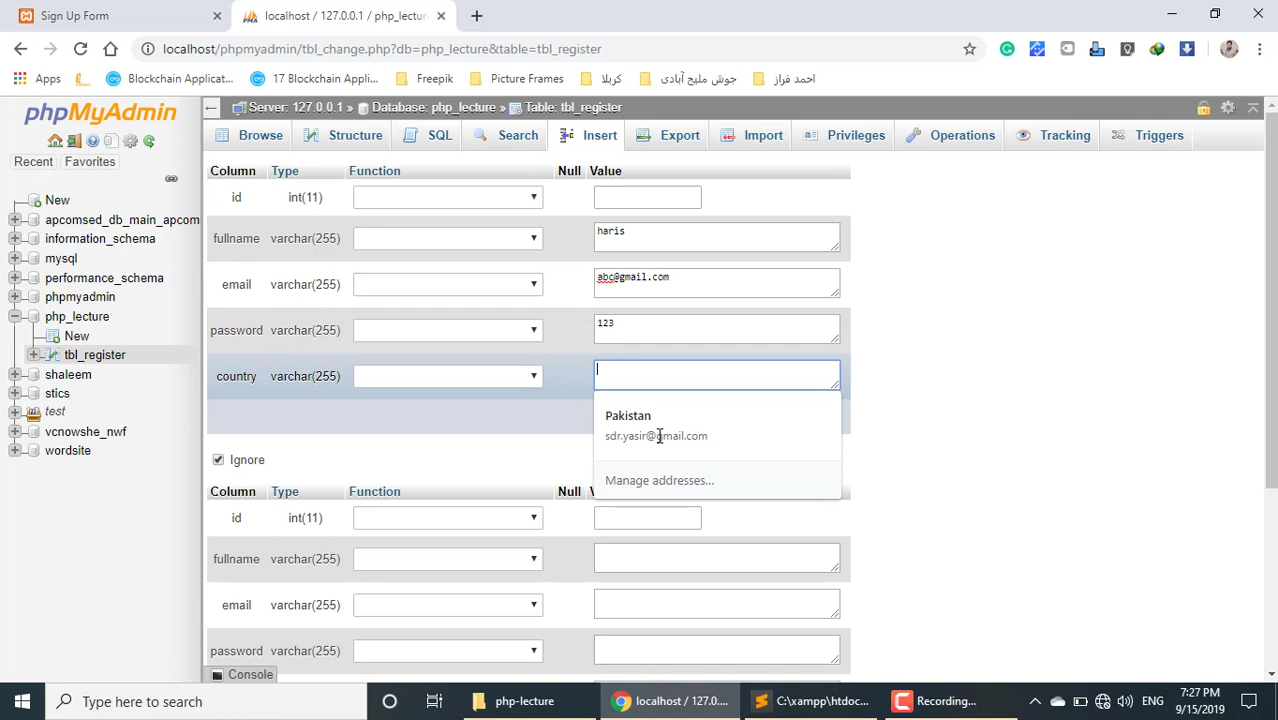 Sign Up Form
localhost / 127.0.0.1 / php_lectu
localhost/phpmyadmin/tbl_change.php?db=php_lecture&table=tbl_register
Apps
Blockchain Applicat...
17 Blockchain Applicat...
Freepik
Picture Frames
کربلا
جوش ملیح آبادی
احمد فراز
phpMyAdmin
Recent
Favorites
New
apcomsed_db_main_apcom
information_schema
mysql
performance_schema
phpmyadmin
php_lecture
New
tbl_register
shaleem
stics
test
vcnowshe_nwf
wordsite
Server: 127.0.0.1 » Database: php_lecture » Table: tbl_register
Browse
Structure
SQL
Search
Insert
Export
Import
Privileges
Operations
Tracking
Triggers
Column Type Function Null Value
id int(11)
fullname varchar(255) haris
email varchar(255) abc@gmail.com
password varchar(255) 123
country varchar(255)
Pakistan
sdr.yasir@gmail.com
Manage addresses...
Ignore
Column Type Function Null
id int(11)
fullname varchar(255)
email varchar(255)
password varchar(255)
Console
Type here to search
php-lecture
localhost / 127.0....
C:\xampp\htdoc...
Recording...
ENG
7:27 PM
9/15/2019